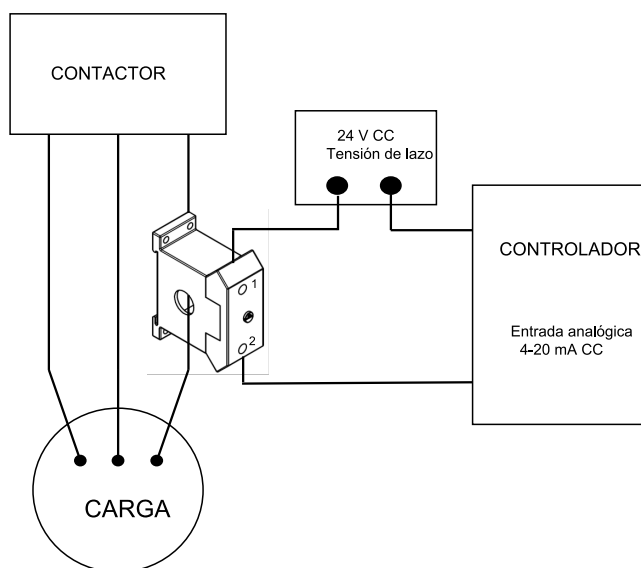 CONTACTOR
24 V CC
Tensión de lazo
CONTROLADOR
1
Entrada analógica
4-20 mA CC
2
CARGA